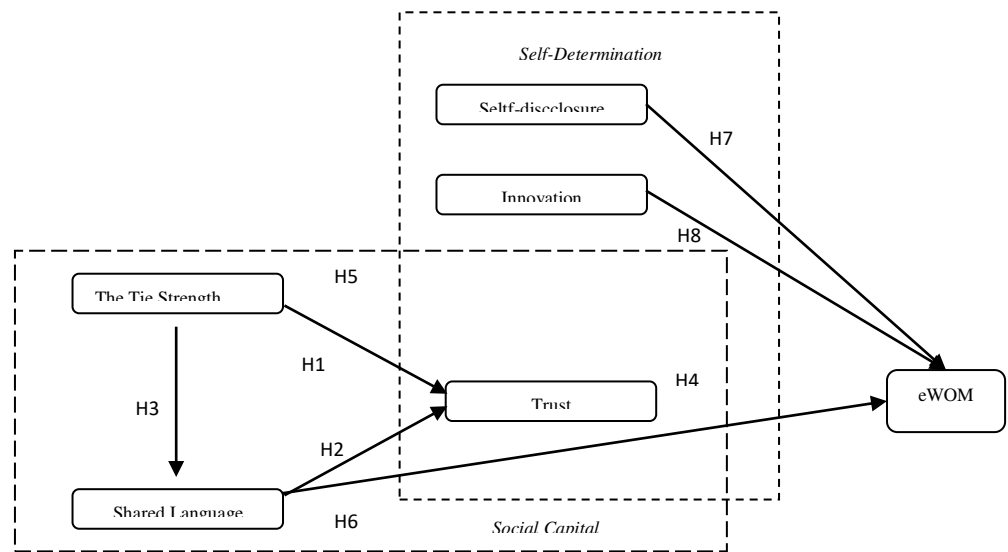 Self-Determination
Seltf-discclosure
H7
Innovation
H8
H5
The Tie Strength
H1
H4
Trust
eWOM
H3
H2
Shared Language
H6
Social Capital